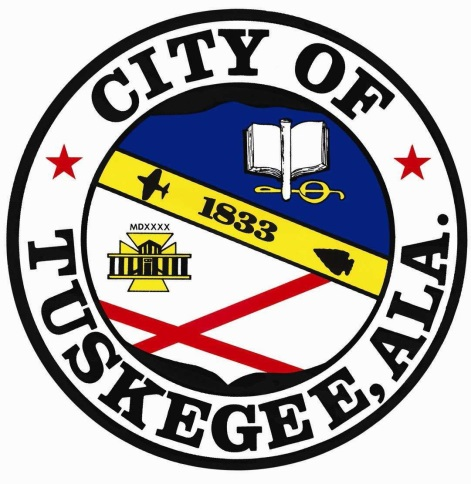 CITY OF
1833
MDXXXX
TUSKEGEE, ALA.